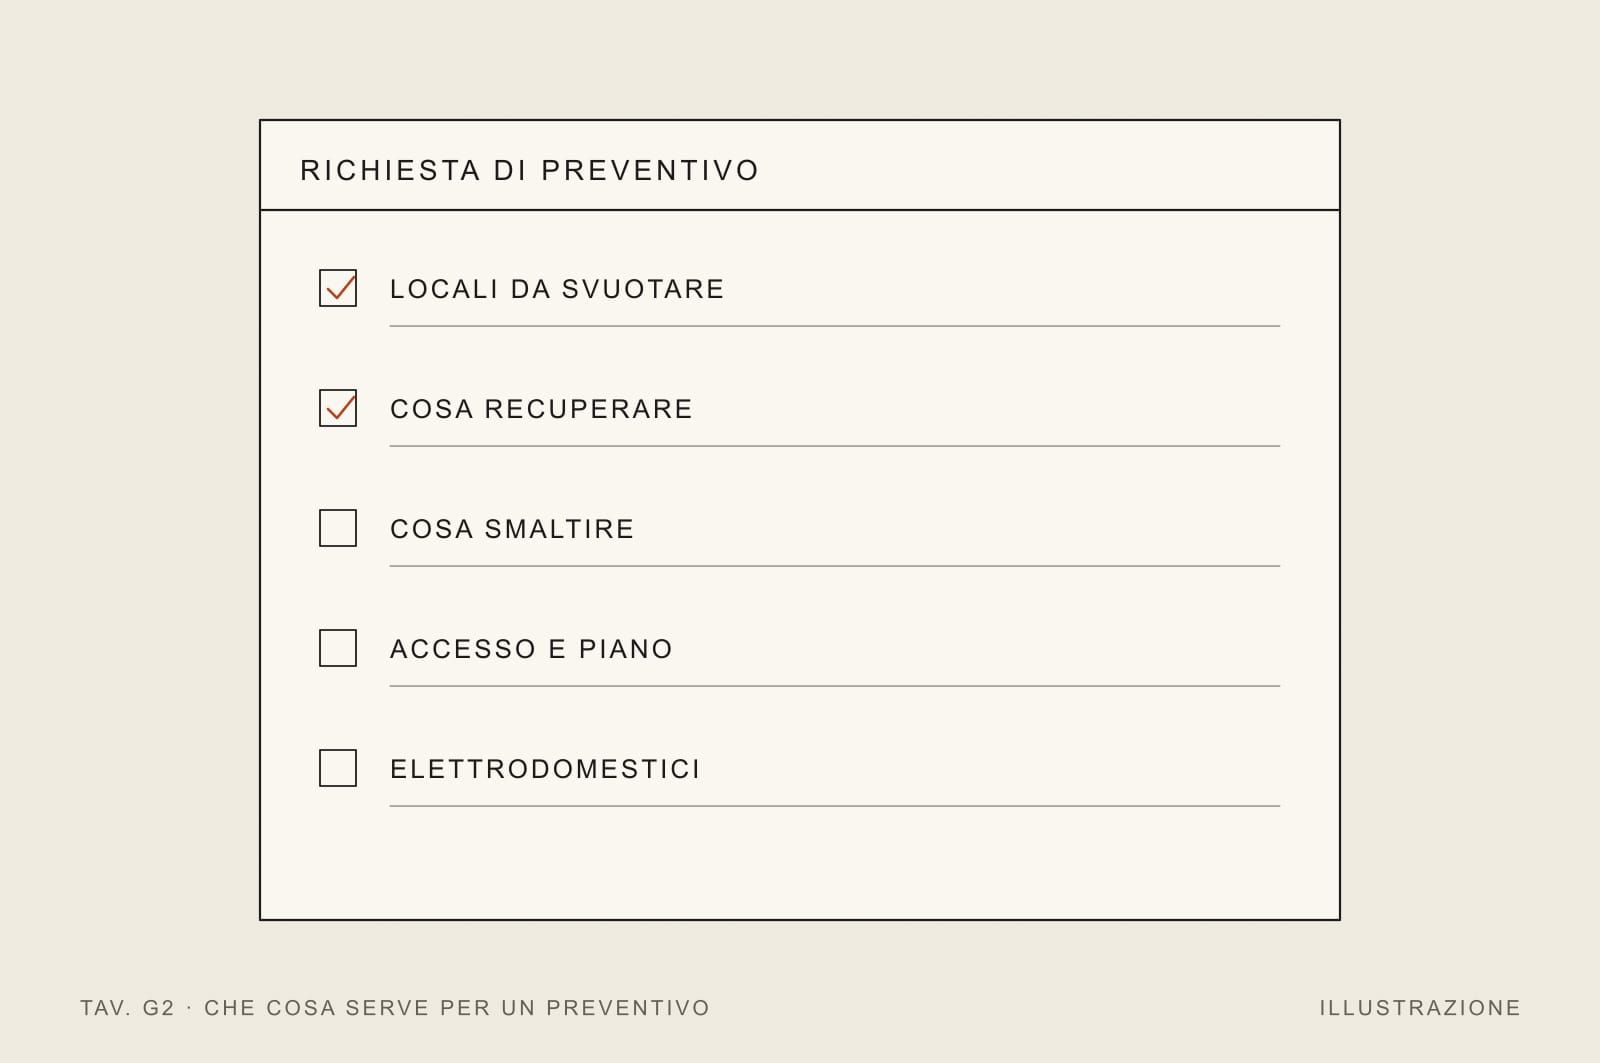 RICHIESTA DI PREVENTIVO
LOCALI DA SVUOTARE
COSA RECUPERARE
COSA SMALTIRE
ACCESSO E PIANO
ELETTRODOMESTICI
TAV. G2 · CHE COSA SERVE PER UN PREVENTIVO
ILLUSTRAZIONE